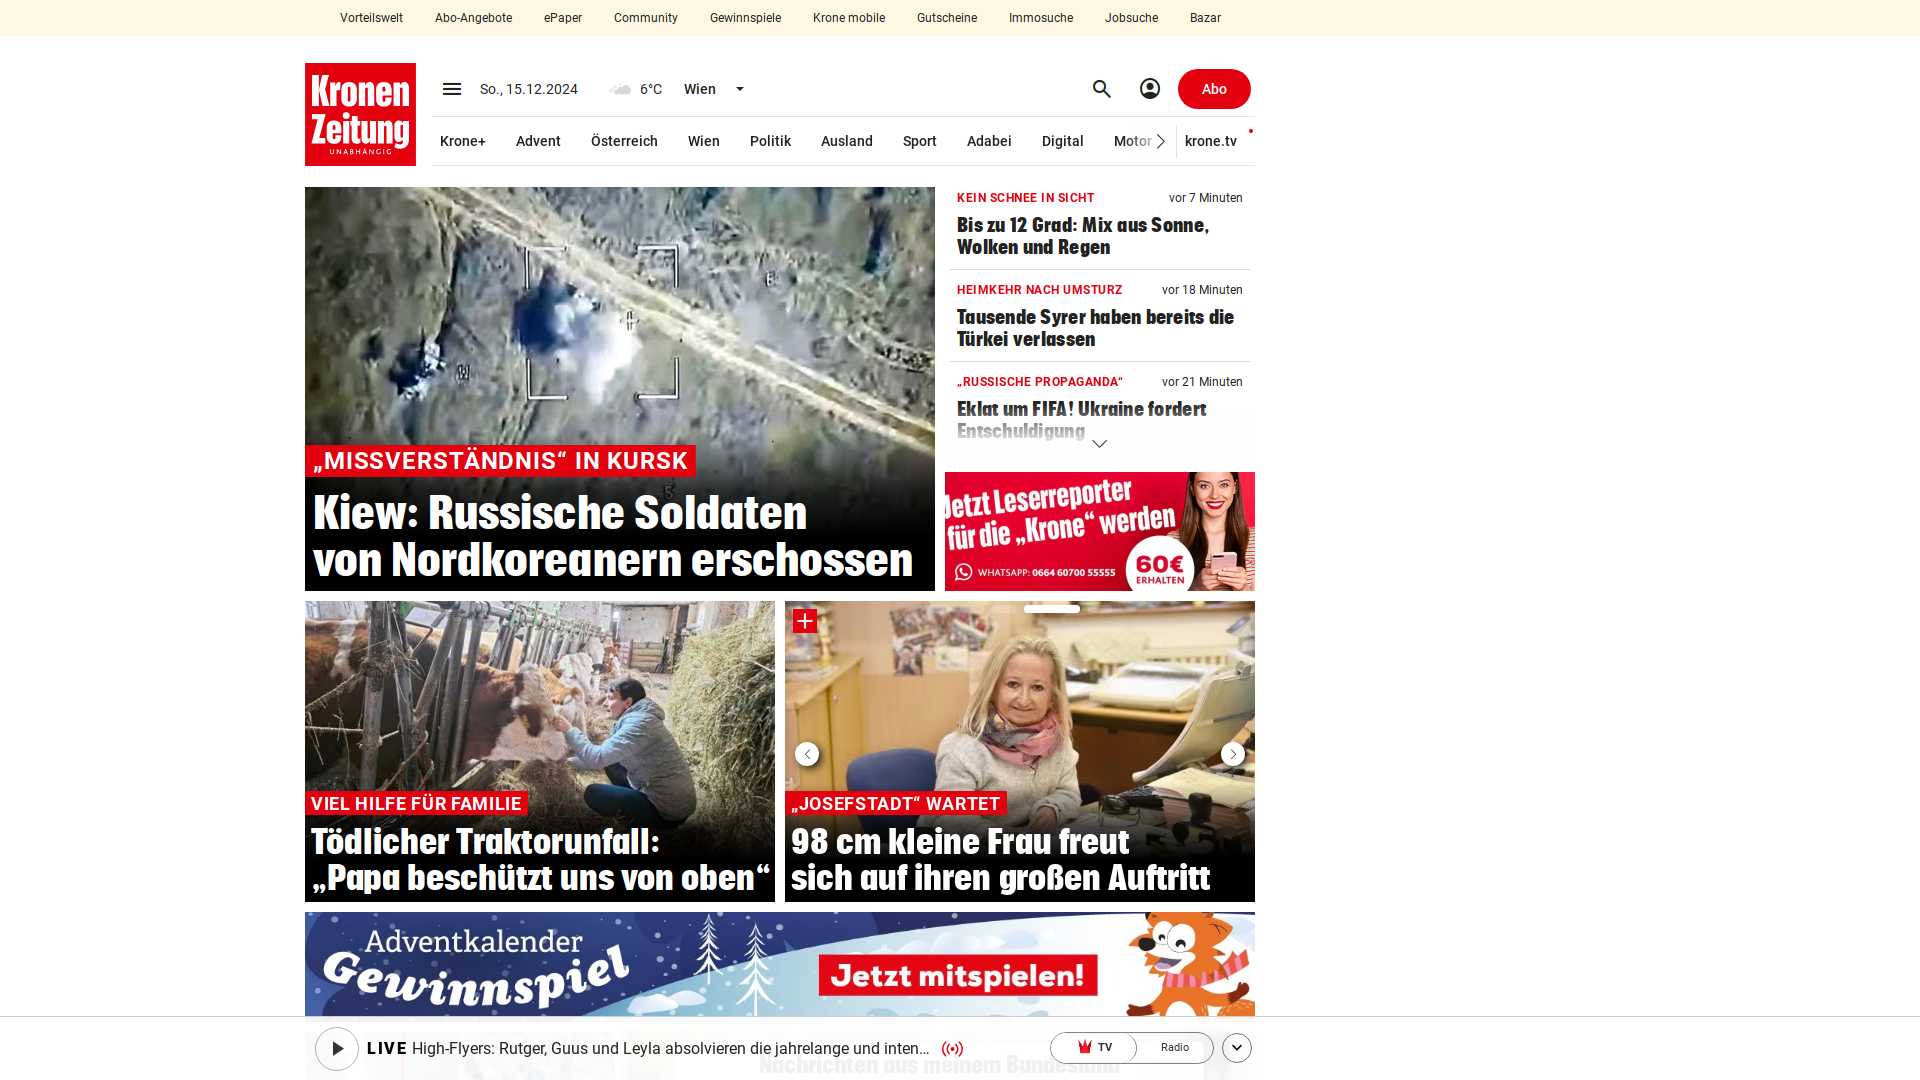 Vorteilswelt Abo-Angebote ePaper Community Gewinnspiele Krone mobile Gutscheine Immosuche Jobsuche Bazar
Kronen
Zeitung
UNABHÄNGIG
So., 15.12.2024 6°C Wien Abo
Krone+ Advent Österreich Wien Politik Ausland Sport Adabei Digital Motor krone.tv
„MISSVERSTÄNDNIS“ IN KURSK
Kiew: Russische Soldaten
von Nordkoreanern erschossen
KEIN SCHNEE IN SICHT vor 7 Minuten
Bis zu 12 Grad: Mix aus Sonne,
Wolken und Regen
HEIMKEHR NACH UMSTURZ vor 18 Minuten
Tausende Syrer haben bereits die
Türkei verlassen
„RUSSISCHE PROPAGANDA“ vor 21 Minuten
Eklat um FIFA! Ukraine fordert
Entschuldigung
Jetzt Leserreporter
für die „Krone“ werden
WHATSAPP: 0664 60700 55555
60€
ERHALTEN
VIEL HILFE FÜR FAMILIE
Tödlicher Traktorunfall:
„Papa beschützt uns von oben“
„JOSEFSTADT“ WARTET
98 cm kleine Frau freut
sich auf ihren großen Auftritt
Adventkalender
Gewinnspiel
Jetzt mitspielen!
LIVE High-Flyers: Rutger, Guus und Leyla absolvieren die jahrelange und inten... TV Radio
Nachrichten aus meinem Bundesland